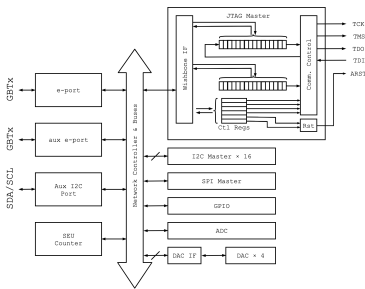 JTAG Master
Wishbone IF
Comm. Control
TCK
TMS
TDO
TDI
ARST
Rst
Ctl Regs
GBTx
e-port
GBTx
aux e-port
SDA/SCL
Aux I2C
Port
SEU
Counter
Network Controller & Buses
I2C Master × 16
SPI Master
GPIO
ADC
DAC IF
DAC × 4